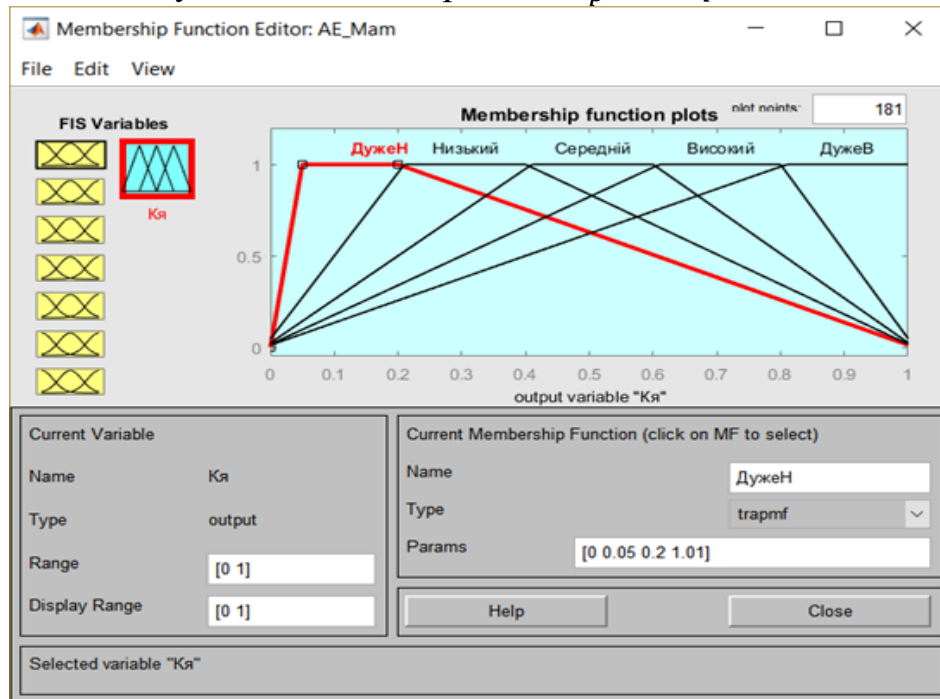 Membership Function Editor: AE_Mam
File Edit View
FIS Variables
Кя
Membership function plots
plot points:
181
ДужеН Низький Середній Високий ДужеВ
1
0.5
0
0 0.1 0.2 0.3 0.4 0.5 0.6 0.7 0.8 0.9 1
output variable "Кя"
Current Variable
Name Кя
Type output
Range [0 1]
Display Range [0 1]
Current Membership Function (click on MF to select)
Name ДужеН
Type trapmf
Params [0 0.05 0.2 1.01]
Help Close
Selected variable "Кя"